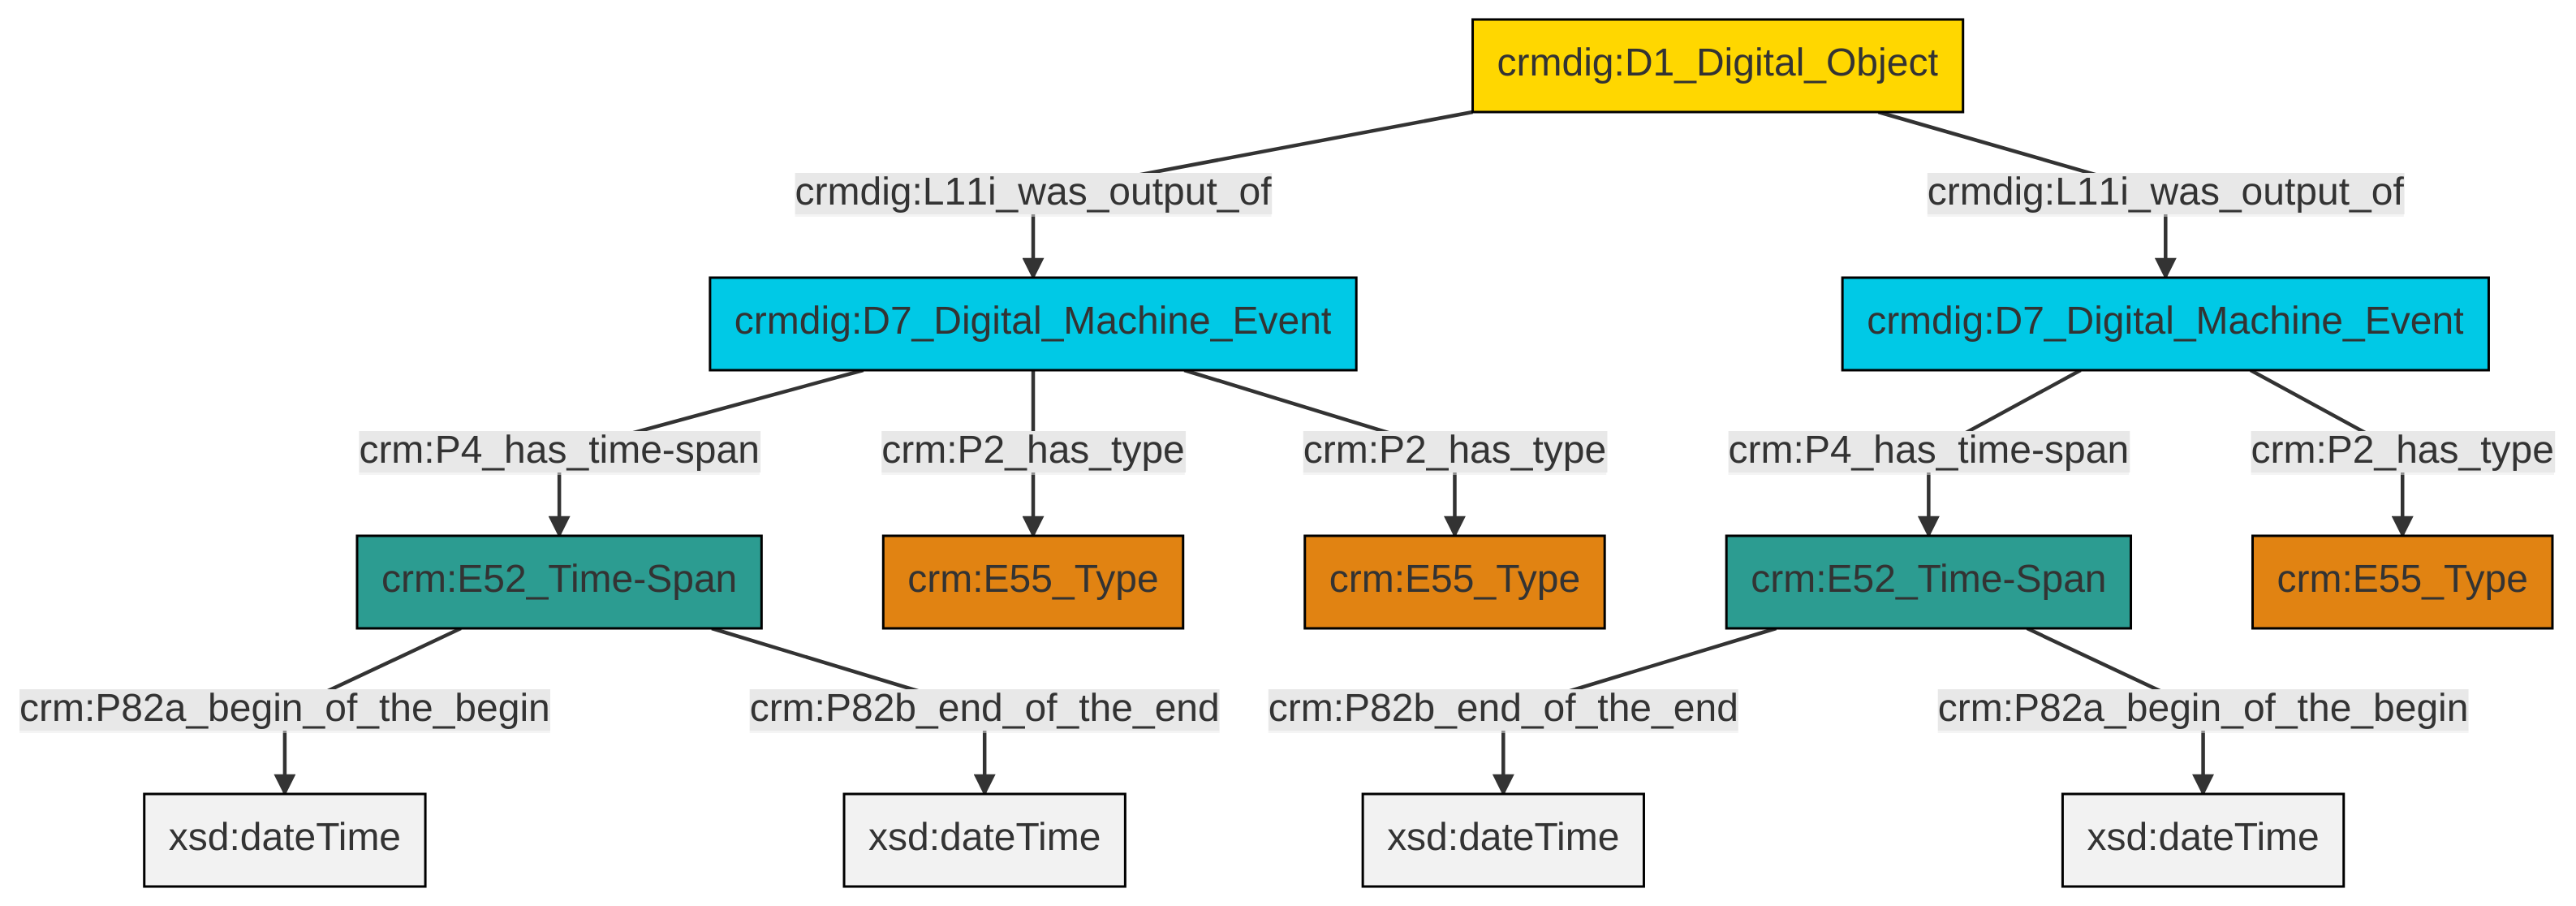 crmdig:D1_Digital_Object
crmdig:L11i_was_output_of
crmdig:L11i_was_output_of
crmdig:D7_Digital_Machine_Event
crmdig:D7_Digital_Machine_Event
crm:P4_has_time-span
crm:P2_has_type
crm:P2_has_type
crm:P4_has_time-span
crm:P2_has_type
crm:E52_Time-Span
crm:E55_Type
crm:E55_Type
crm:E52_Time-Span
crm:E55_Type
crm:P82a_begin_of_the_begin
crm:P82b_end_of_the_end
crm:P82b_end_of_the_end
crm:P82a_begin_of_the_begin
xsd:dateTime
xsd:dateTime
xsd:dateTime
xsd:dateTime